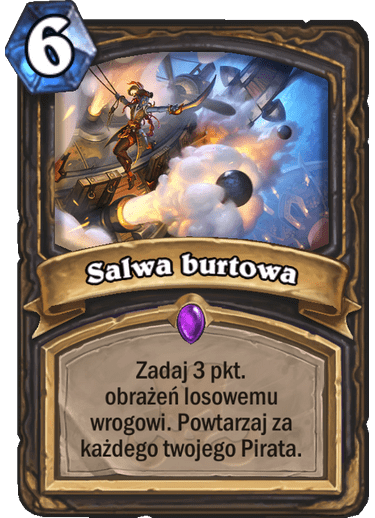 6
Salwa burtowa
Zadaj 3 pkt.
obrażeń losowemu
wrogowi. Powtarzaj za
każdego twojego Pirata.